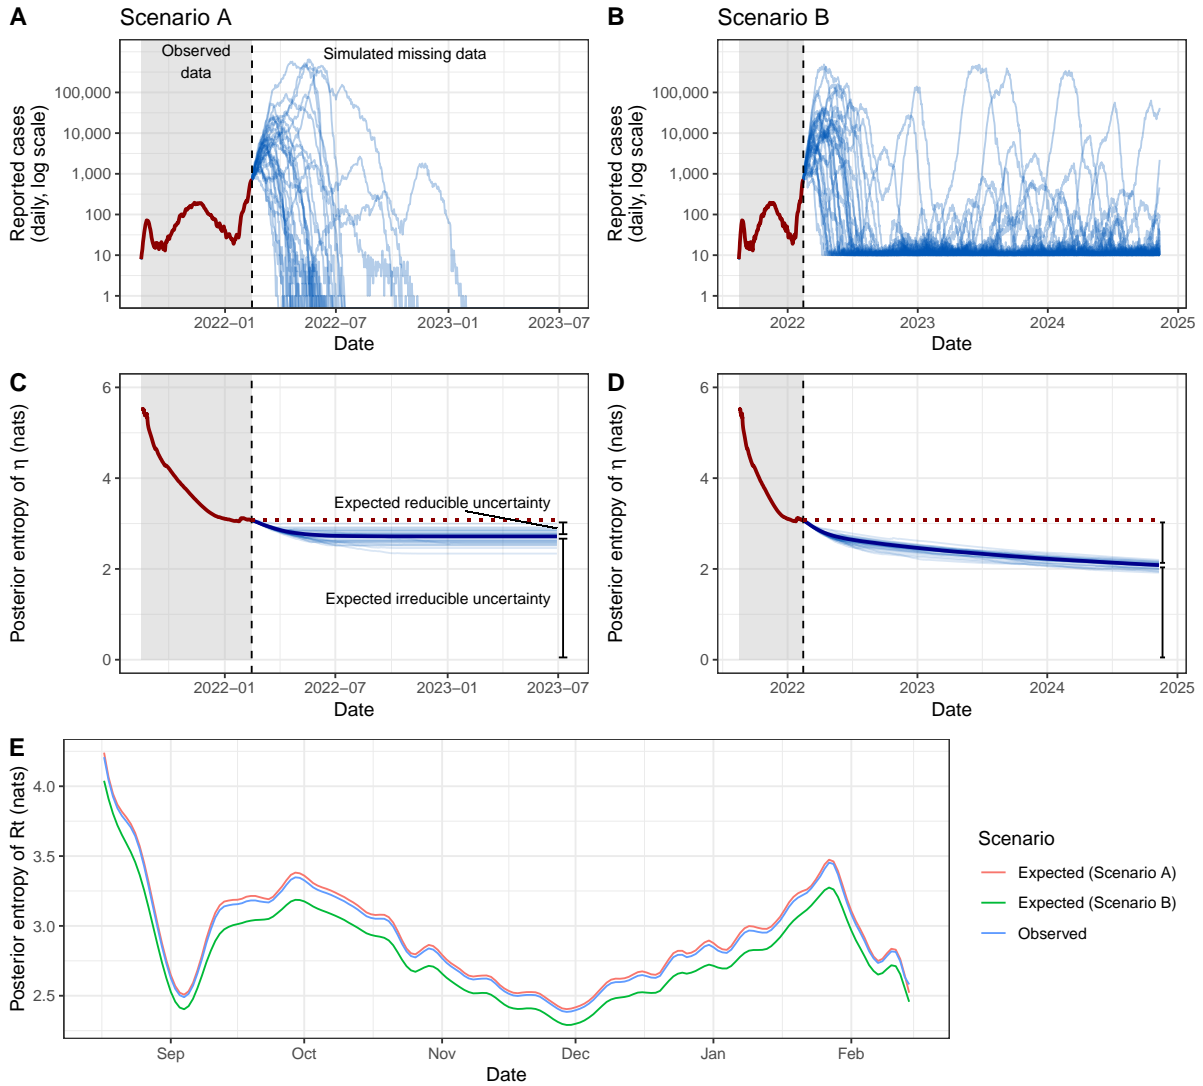 A
Scenario A
Observed
data
Simulated missing data
Reported cases
(daily, log scale)
100,000
10,000
1,000
100
10
1
2022−01
2022−07
2023−01
2023−07
Date
B
Scenario B
Reported cases
(daily, log scale)
100,000
10,000
1,000
100
10
1
2022
2023
2024
2025
Date
C
Posterior entropy of η (nats)
6
4
2
0
Expected reducible uncertainty
Expected irreducible uncertainty
2022−01
2022−07
2023−01
2023−07
Date
D
Posterior entropy of η (nats)
6
4
2
0
2022
2023
2024
2025
Date
E
Posterior entropy of Rt (nats)
4.0
3.5
3.0
2.5
Sep
Oct
Nov
Dec
Jan
Feb
Date
Scenario
Expected (Scenario A)
Expected (Scenario B)
Observed